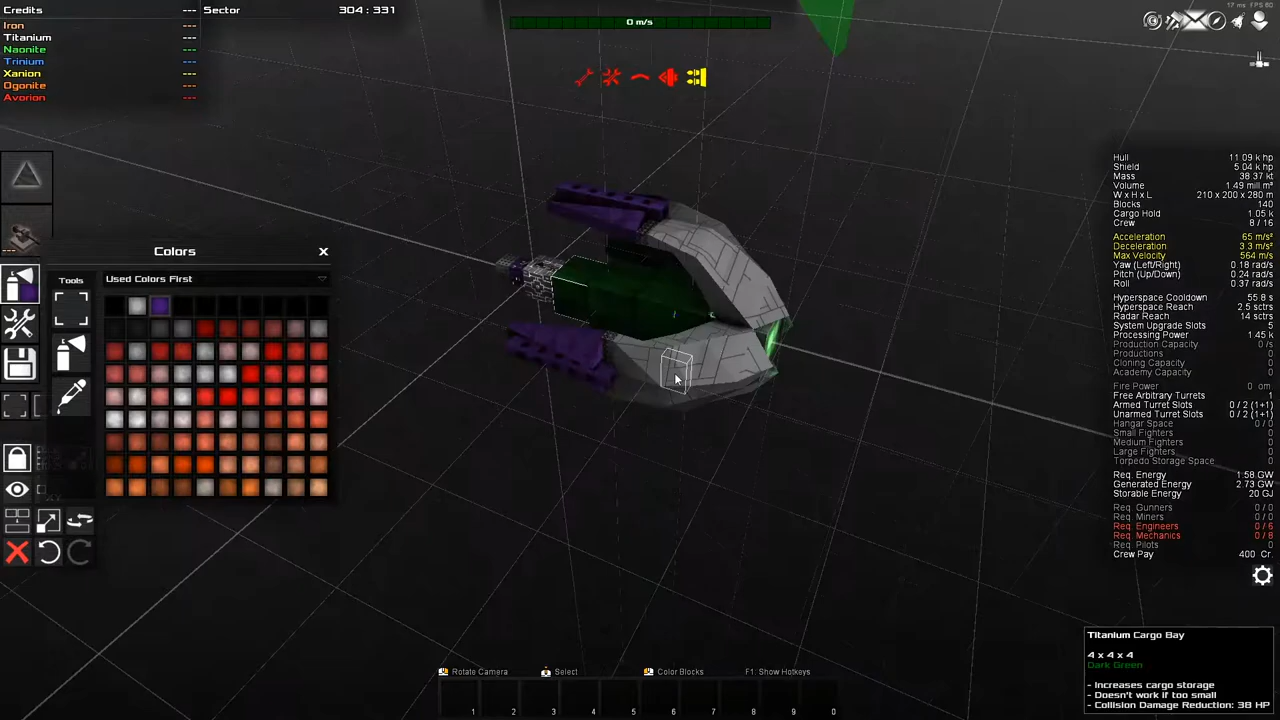 Credits ---
Sector 304 : 331
0 m/s
17 ms FPS 60
Iron ---
Titanium ---
Naonite ---
Trinium ---
Xanion ---
Ogonite ---
Avorion ---
Colors
Tools
Used Colors First
Hull 11.09 k hp
Shield 5.04 k hp
Mass 38.37 kt
Volume 1.49 mill m³
W x H x L 210 x 200 x 280 m
Blocks 140
Cargo Hold 1.05 k
Crew 8 / 16
Acceleration 65 m/s²
Deceleration 3.3 m/s²
Max Velocity 564 m/s
Yaw (Left/Right) 0.18 rad/s
Pitch (Up/Down) 0.24 rad/s
Roll 0.37 rad/s
Hyperspace Cooldown 55.8 s
Hyperspace Reach 2.5 sctrs
Radar Reach 14 sctrs
System Upgrade Slots 5
Processing Power 1.45 k
Production Capacity 0 /s
Productions 0
Cloning Capacity 0
Academy Capacity 0
Fire Power 0 om
Free Arbitrary Turrets 1
Armed Turret Slots 0 / 2 (1+1)
Unarmed Turret Slots 0 / 2 (1+1)
Hangar Space 0 / 0
Small Fighters 0
Medium Fighters 0
Large Fighters 0
Torpedo Storage Space 0
Req. Energy 1.58 GW
Generated Energy 2.73 GW
Storable Energy 20 GJ
Req. Gunners 0 / 0
Req. Miners 0 / 0
Req. Engineers 0 / 6
Req. Mechanics 0 / 8
Req. Pilots 0
Crew Pay 400 Cr.
Titanium Cargo Bay
4 x 4 x 4
Dark Green
- Increases cargo storage
- Doesn't work if too small
- Collision Damage Reduction: 38 HP
Rotate Camera Select Color Blocks F1: Show Hotkeys
1 2 3 4 5 6 7 8 9 0